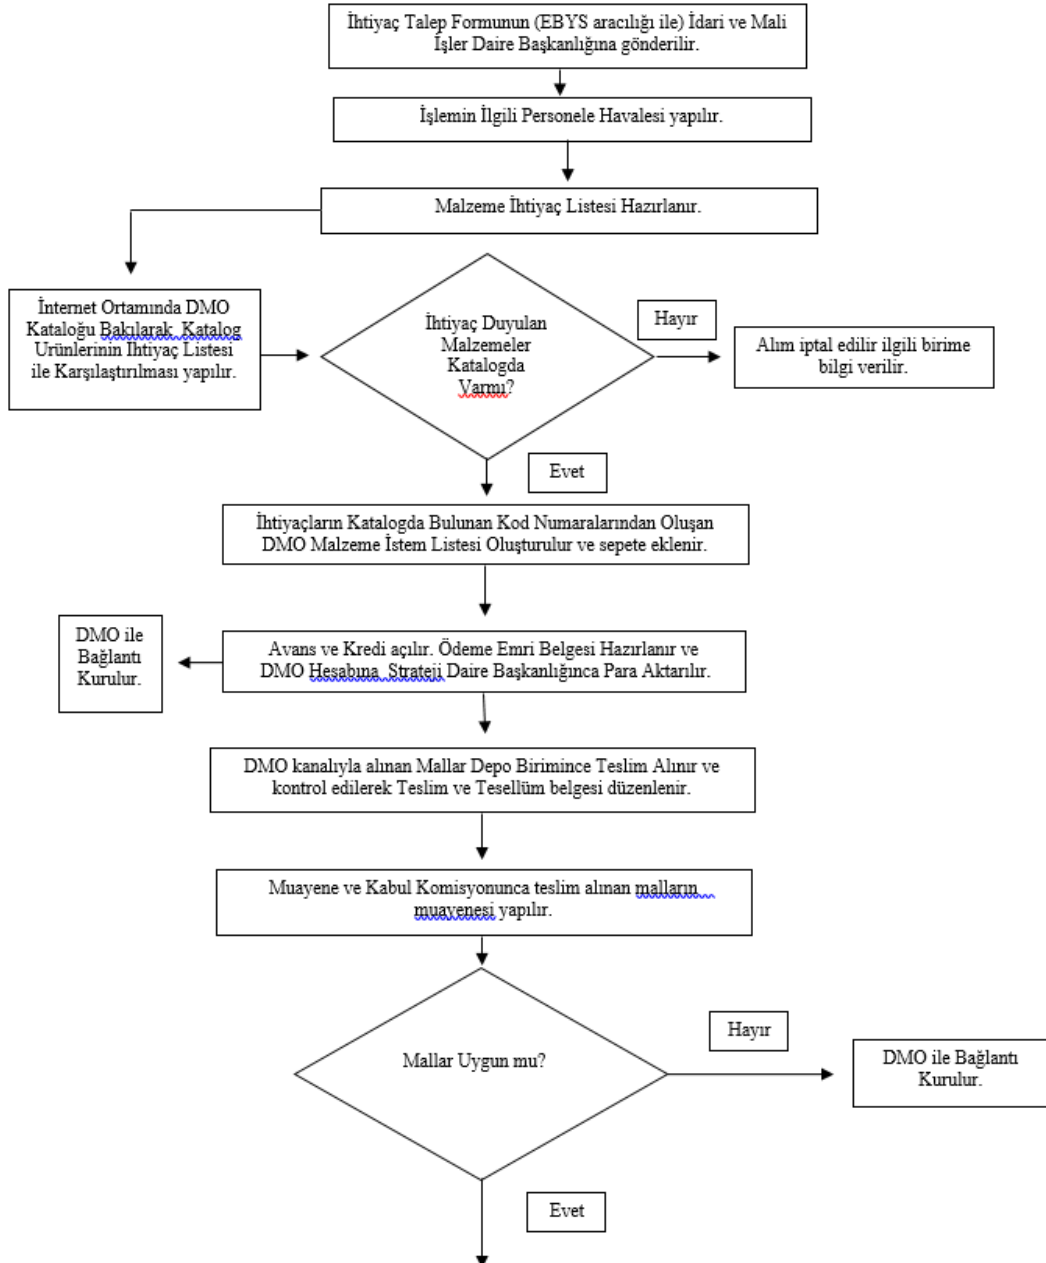 İhtiyaç Talep Formunun (EBYS aracılığı ile) İdari ve Mali
İşler Daire Başkanlığına gönderilir.
İşlemin İlgili Personele Havalesi yapılır.
Malzeme İhtiyaç Listesi Hazırlanır.
İnternet Ortamında DMO
Kataloğu Bakılarak Katalog
Ürünlerinin İhtiyaç Listesi
ile Karşılaştırılması yapılır.
İhtiyaç Duyulan
Malzemeler
Katalogda
Varmı?
Hayır
Alım iptal edilir ilgili birime
bilgi verilir.
Evet
İhtiyaçların Katalogda Bulunan Kod Numaralarından Oluşan
DMO Malzeme İstem Listesi Oluşturulur ve sepete eklenir.
DMO ile
Bağlantı
Kurulur.
Avans ve Kredi açılır. Ödeme Emri Belgesi Hazırlanır ve
DMO Hesabına Strateji Daire Başkanlığınca Para Aktarılır.
DMO kanalıyla alınan Mallar Depo Birimince Teslim Alınır ve
kontrol edilerek Teslim ve Tesellüm belgesi düzenlenir.
Muayene ve Kabul Komisyonunca teslim alınan malların
muayenesi yapılır.
Mallar Uygun mu?
Hayır
DMO ile Bağlantı
Kurulur.
Evet